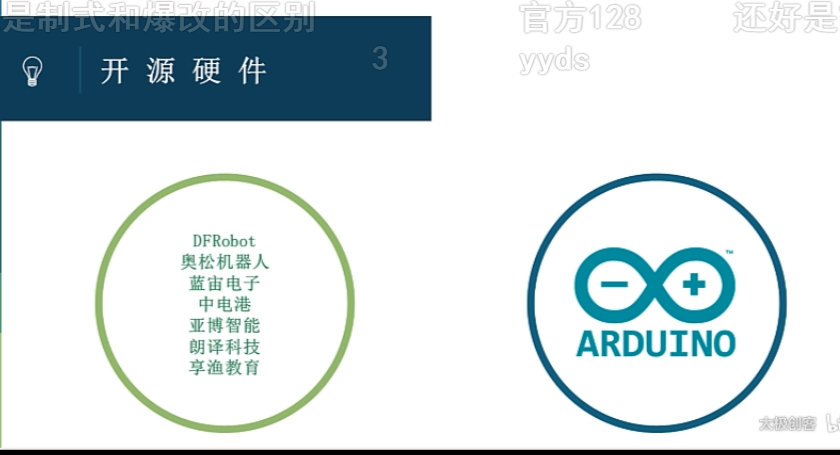 是制式和爆改的区别
官方128
还好是
3
yyds
开源硬件
DFRobot
奥松机器人
蓝宙电子
中电港
亚博智能
朗译科技
享渔教育
ARDUINO
™
太极创客